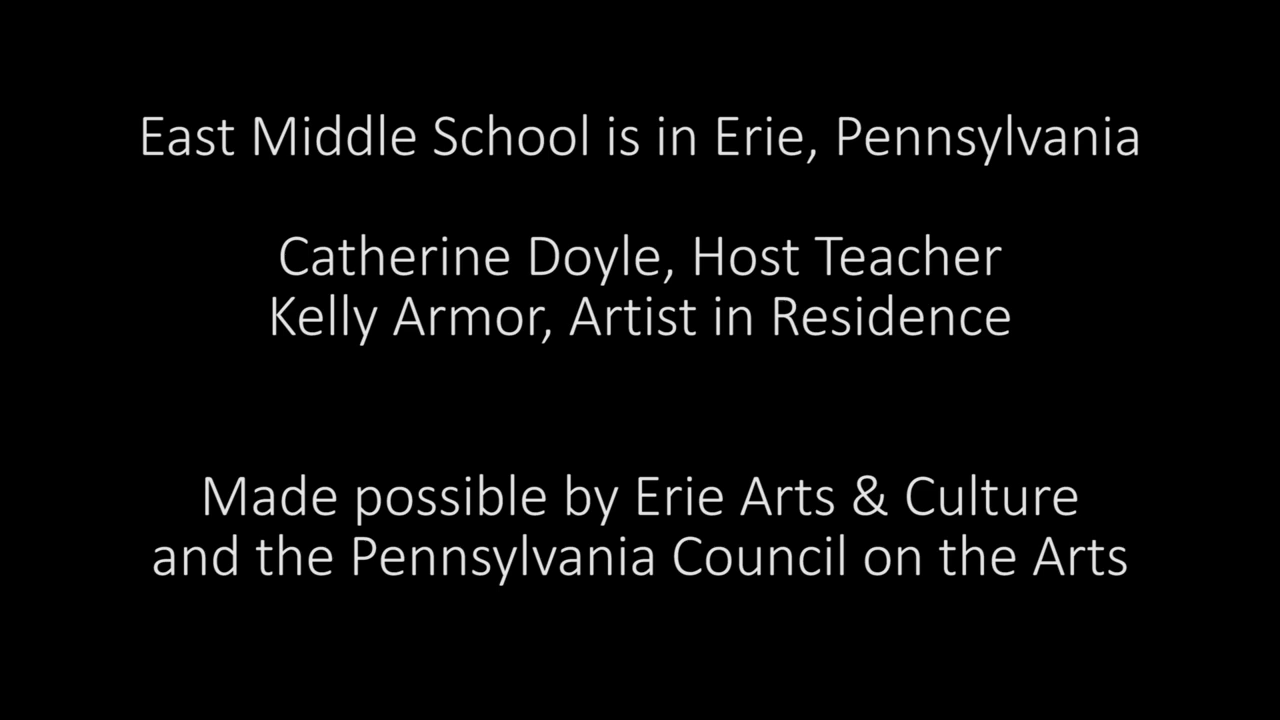 East Middle School is in Erie, Pennsylvania
Catherine Doyle, Host Teacher
Kelly Armor, Artist in Residence
Made possible by Erie Arts & Culture
and the Pennsylvania Council on the Arts